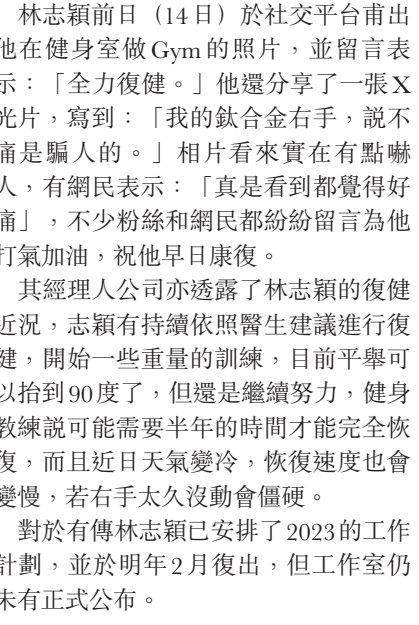 林志穎前日（14日）於社交平台甫出
他在健身室做Gym的照片，並留言表
示：「全力復健。」他還分享了一張X
光片，寫到：「我的鈦合金右手，說不
痛是騙人的。」相片看來實在有點嚇
人，有網民表示：「真是看到都覺得好
痛」，不少粉絲和網民都紛紛留言為他
打氣加油，祝他早日康復。
其經理人公司亦透露了林志穎的復健
近況，志穎有持續依照醫生建議進行復
健，開始一些重量的訓練，目前平舉可
以抬到90度了，但還是繼續努力，健身
教練説可能需要半年的時間才能完全恢
復，而且近日天氣變冷，恢復速度也會
變慢，若右手太久沒動會僵硬。
對於有傳林志穎已安排了2023的工作
計劃，並於明年2月復出，但工作室仍
未有正式公布。